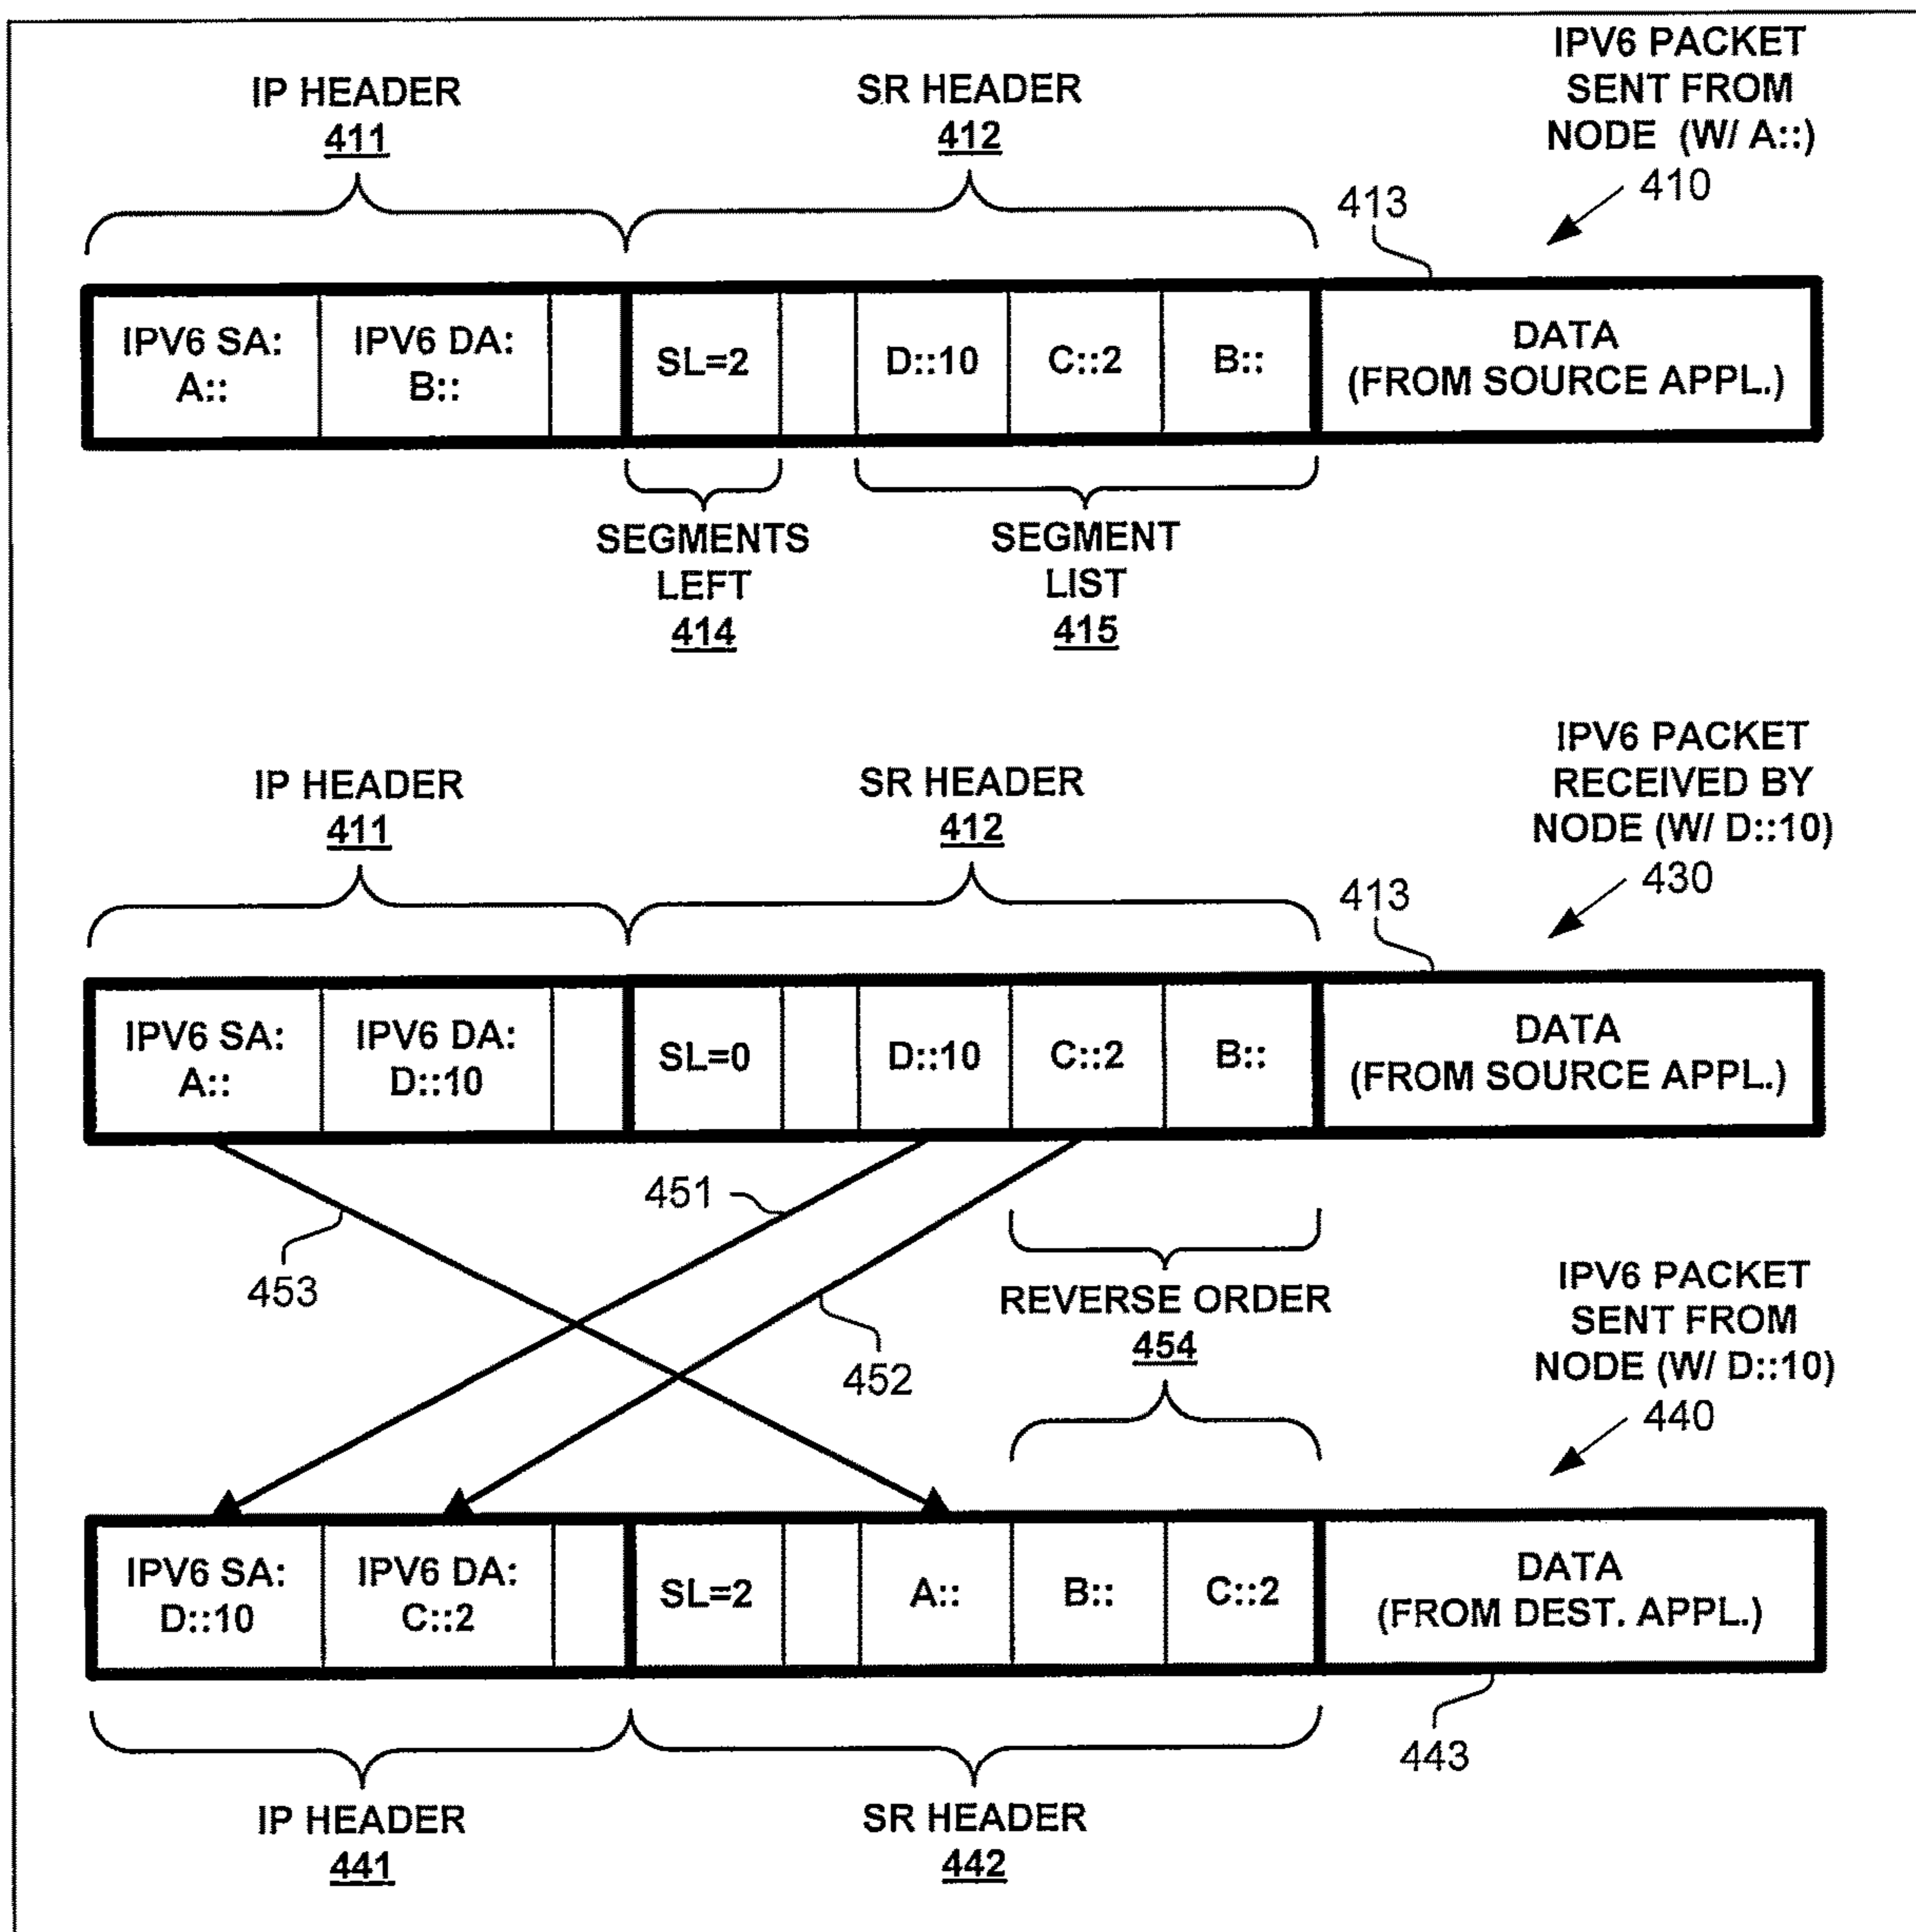 IP HEADER
411
SR HEADER
412
IPV6 PACKET
SENT FROM
NODE (W/ A::)
410
413
IPV6 SA:
A::
IPV6 DA:
B::
SL=2
D::10
C::2
B::
DATA
(FROM SOURCE APPL.)
SEGMENTS
LEFT
414
SEGMENT
LIST
415
IP HEADER
411
SR HEADER
412
IPV6 PACKET
RECEIVED BY
NODE (W/ D::10)
430
413
IPV6 SA:
A::
IPV6 DA:
D::10
SL=0
D::10
C::2
B::
DATA
(FROM SOURCE APPL.)
451
453
452
REVERSE ORDER
454
IPV6 PACKET
SENT FROM
NODE (W/ D::10)
440
IPV6 SA:
D::10
IPV6 DA:
C::2
SL=2
A::
B::
C::2
DATA
(FROM DEST. APPL.)
443
IP HEADER
441
SR HEADER
442